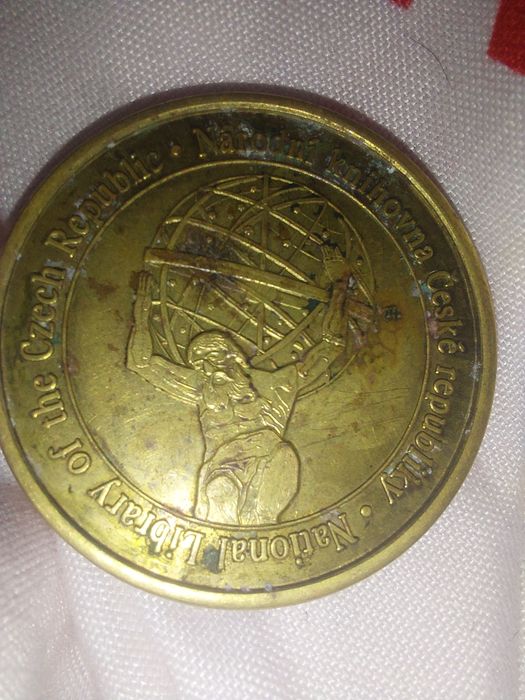 Národní knihovna České republiky • National Library of the Czech Republic •